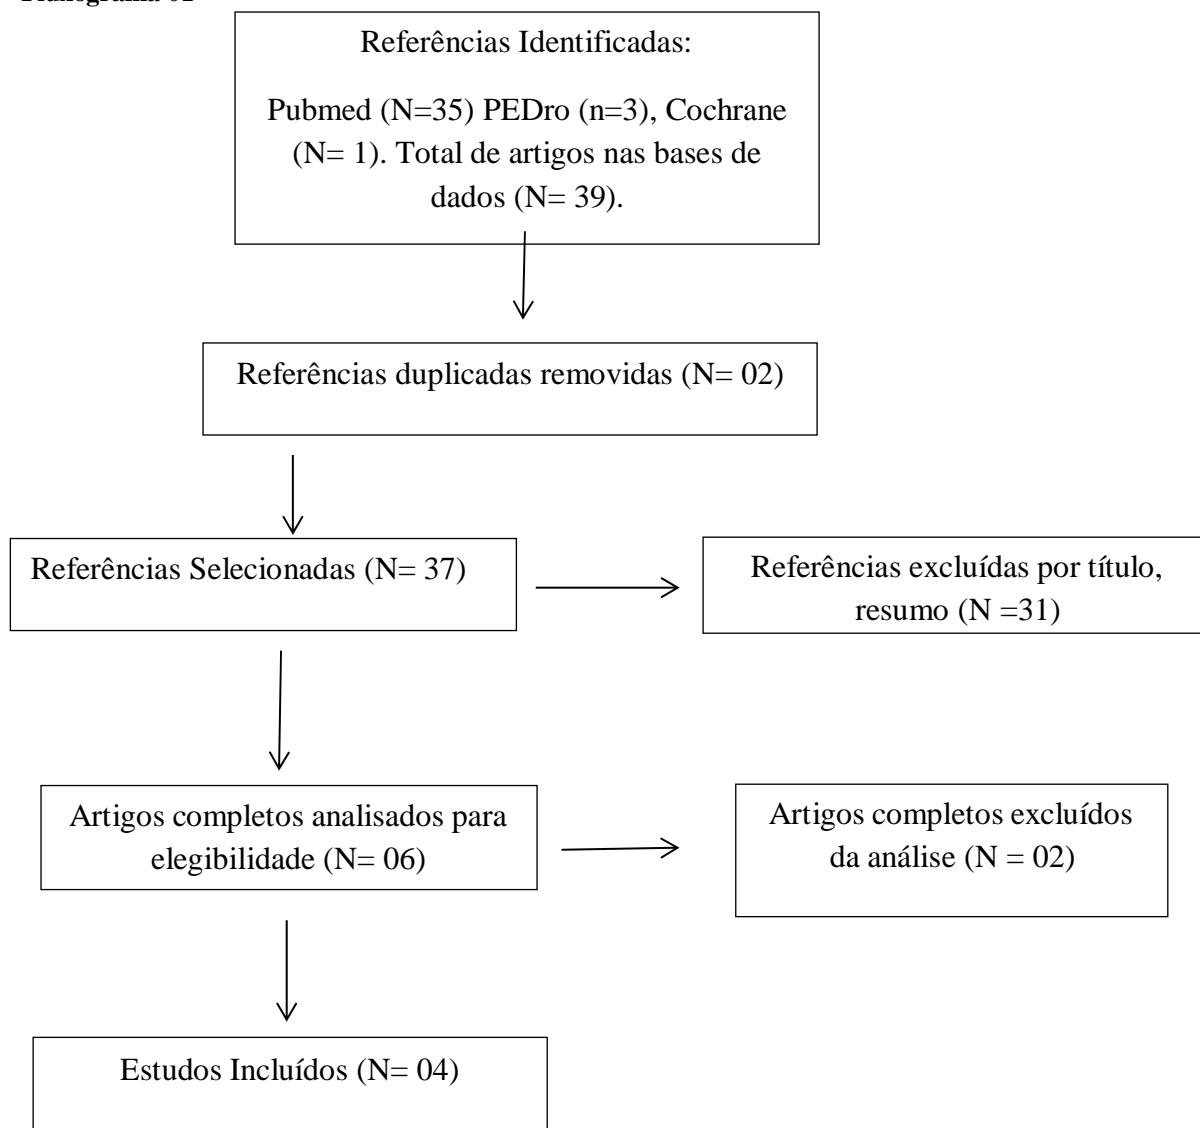 Referências Identificadas:
Pubmed (N=35) PEDro (n=3), Cochrane
(N= 1). Total de artigos nas bases de
dados (N= 39).
Referências duplicadas removidas (N= 02)
Referências Selecionadas (N= 37)
Referências excluídas por título,
resumo (N =31)
Artigos completos analisados para
elegibilidade (N= 06)
Artigos completos excluídos
da análise (N = 02)
Estudos Incluídos (N= 04)